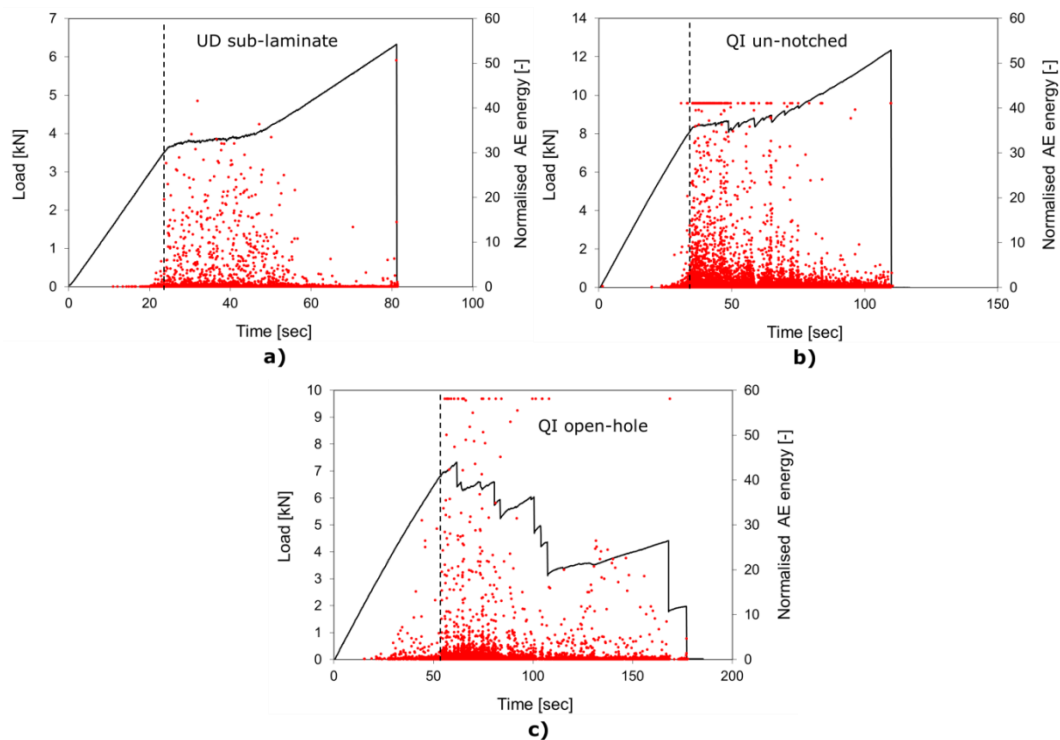 UD sub-laminate
Load [kN]
0 1 2 3 4 5 6 7
Normalised AE energy [-]
0 10 20 30 40 50 60
0 20 40 60 80 100
Time [sec]
a)
QI un-notched
Load [kN]
0 2 4 6 8 10 12 14
Normalised AE energy [-]
0 10 20 30 40 50 60
0 50 100 150
Time [sec]
b)
QI open-hole
Load [kN]
0 1 2 3 4 5 6 7 8 9 10
Normalised AE energy [-]
0 10 20 30 40 50 60
0 50 100 150 200
Time [sec]
c)